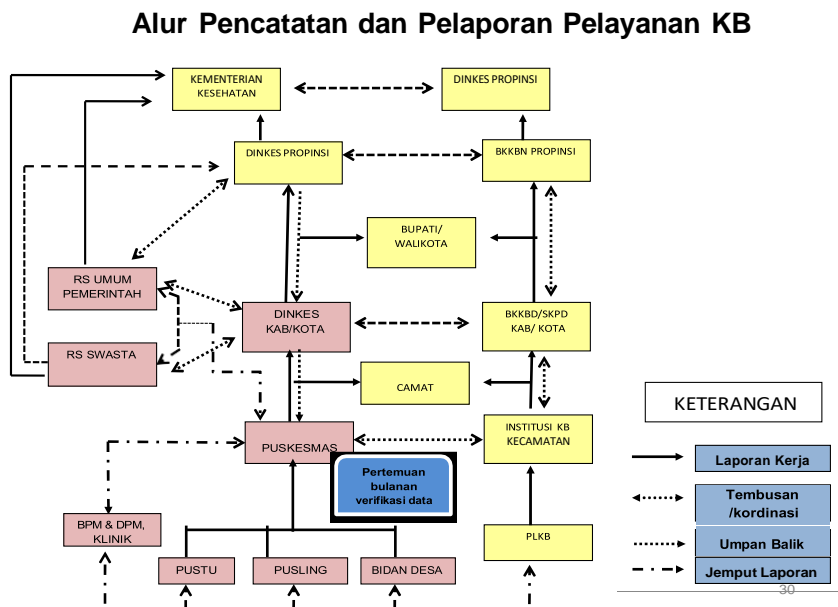 Alur Pencatatan dan Pelaporan Pelayanan KB
KEMENTERIAN
KESEHATAN
DINKES PROPINSI
DINKES PROPINSI
BKKBN PROPINSI
BUPATI/
WALIKOTA
RS UMUM
PEMERINTAH
DINKES
KAB/KOTA
BKKBD/SKPD
KAB/ KOTA
RS SWASTA
CAMAT
KETERANGAN
PUSKESMAS
INSTITUSI KB
KECAMATAN
Laporan Kerja
Pertemuan
bulanan
verifikasi data
Tembusan
/kordinasi
BPM & DPM,
KLINIK
PLKB
Umpan Balik
PUSTU
PUSLING
BIDAN DESA
Jemput Laporan
30